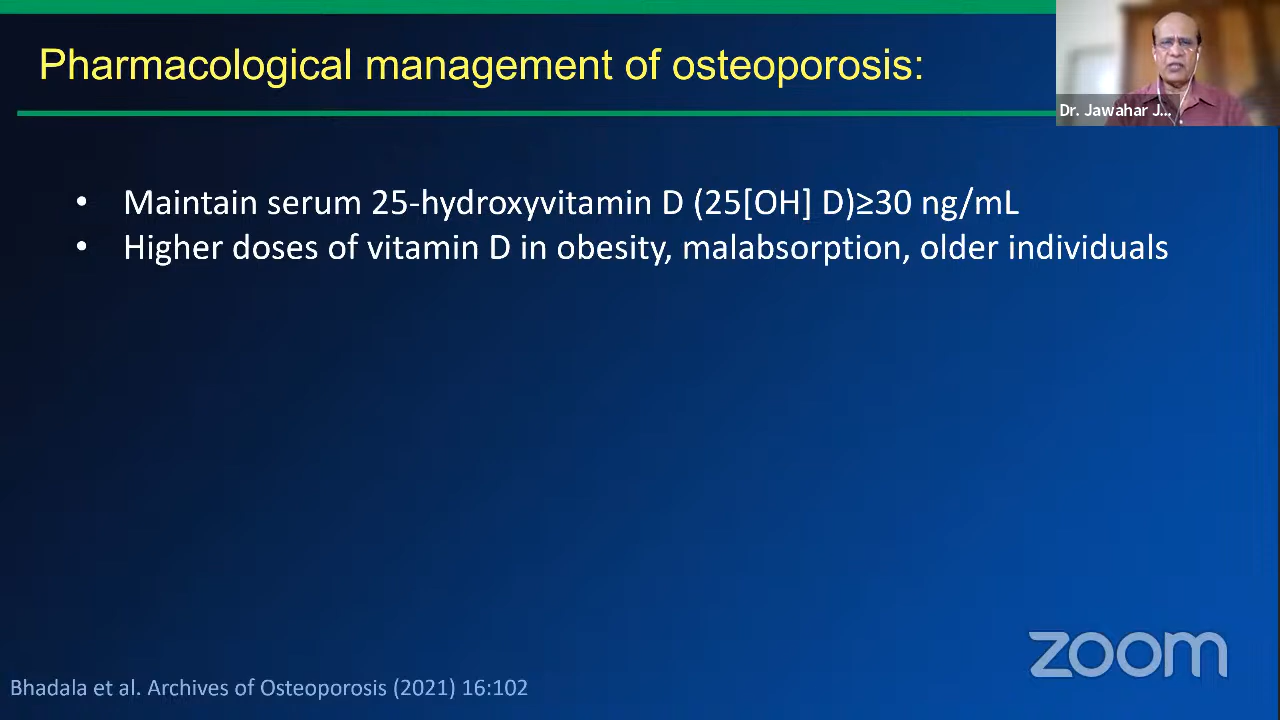 Pharmacological management of osteoporosis:
Dr. Jawahar J...
• Maintain serum 25-hydroxyvitamin D (25[OH] D)≥30 ng/mL
• Higher doses of vitamin D in obesity, malabsorption, older individuals
zoom
Bhadala et al. Archives of Osteoporosis (2021) 16:102